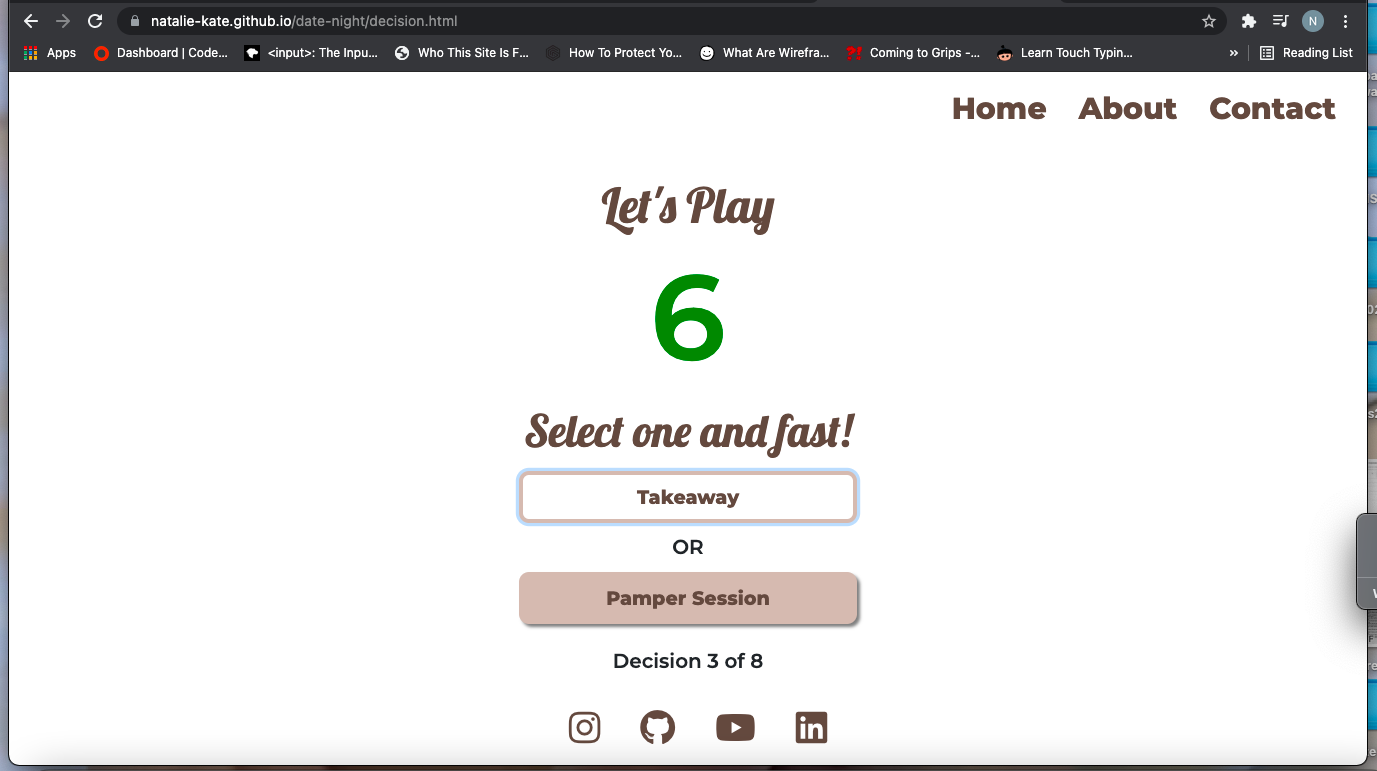 natalie-kate.github.io/date-night/decision.html
N
Apps
Dashboard | Code...
<input>: The Inpu...
Who This Site Is F...
How To Protect Yo...
What Are Wirefra...
?! Coming to Grips -...
Learn Touch Typin...
»
Reading List
Home About Contact
Let's Play
6
Select one and fast!
Takeaway
OR
Pamper Session
Decision 3 of 8
in